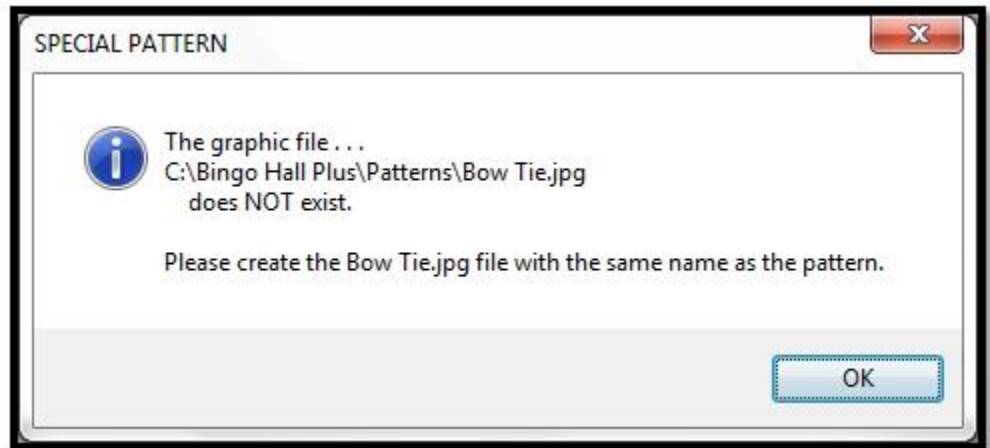 SPECIAL PATTERN
The graphic file . . .
C:\Bingo Hall Plus\Patterns\Bow Tie.jpg
does NOT exist.
Please create the Bow Tie.jpg file with the same name as the pattern.
OK